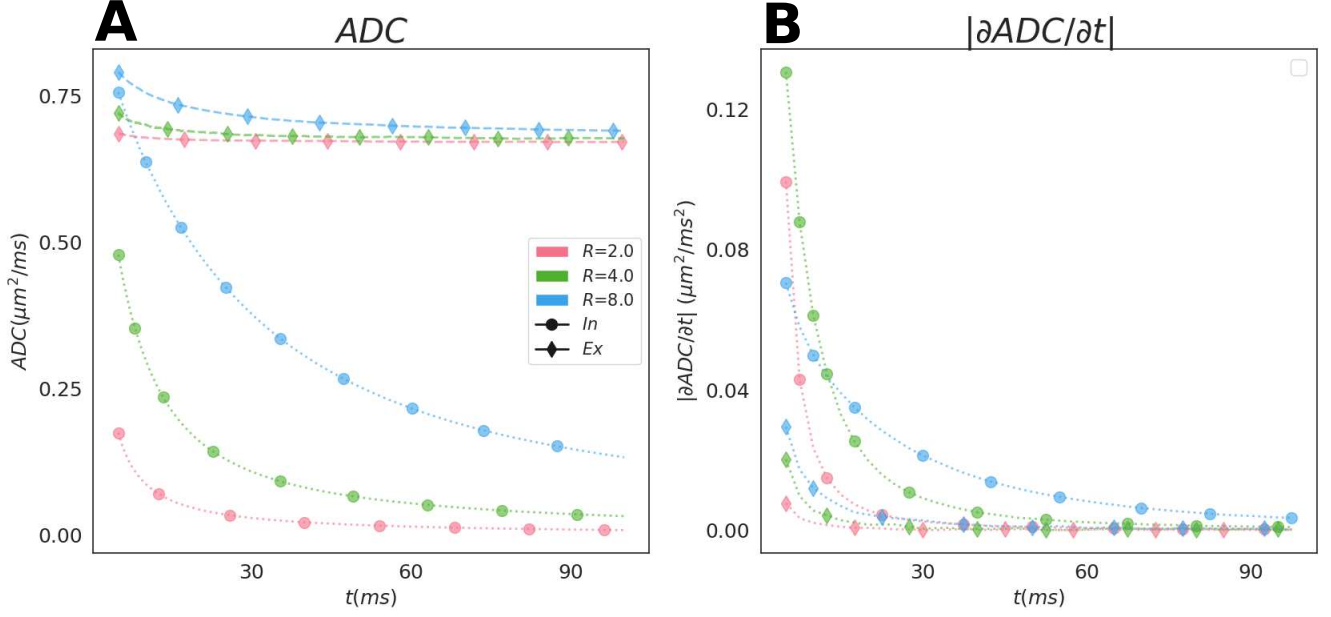 A
ADC
0.75
0.50
0.25
0.00
ADC(μm²/ms)
30
60
90
t(ms)
R=2.0
R=4.0
R=8.0
In
Ex
B
|∂ADC/∂t|
0.12
0.08
0.04
0.00
|∂ADC/∂t| (μm²/ms²)
30
60
90
t(ms)